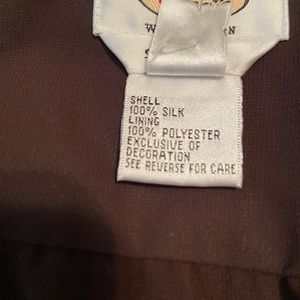 SHELL
100% SILK
LINING
100% POLYESTER
EXCLUSIVE OF
DECORATION
SEE REVERSE FOR CARE